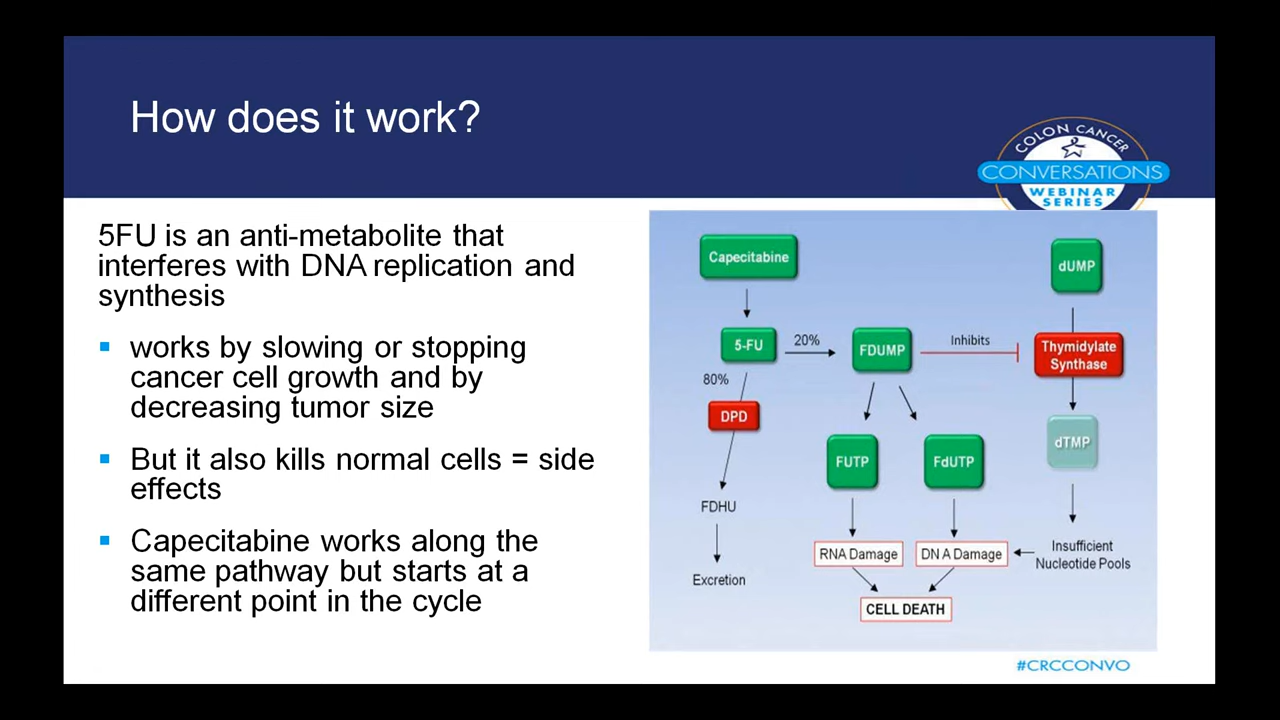 How does it work?
COLON CANCER
CONVERSATIONS
WEBINAR
SERIES
5FU is an anti-metabolite that
interferes with DNA replication and
synthesis
works by slowing or stopping
cancer cell growth and by
decreasing tumor size
But it also kills normal cells = side
effects
Capecitabine works along the
same pathway but starts at a
different point in the cycle
Capecitabine
dUMP
5-FU
20%
FDUMP
Inhibits
Thymidylate
Synthase
80%
DPD
dTMP
FUTP
FdUTP
FDHU
RNA Damage
DNA Damage
Insufficient
Nucleotide Pools
Excretion
CELL DEATH
#CRCCONVO